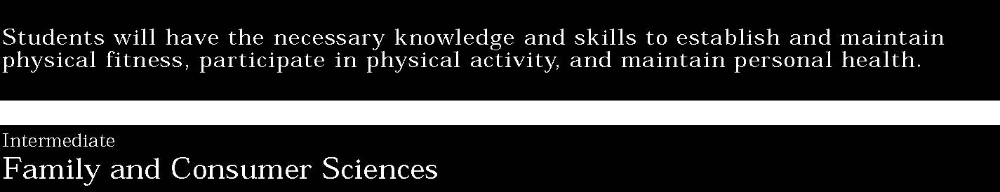 Students will have the necessary knowledge and skills to establish and maintain
physical fitness, participate in physical activity, and maintain personal health.
Intermediate
Family and Consumer Sciences